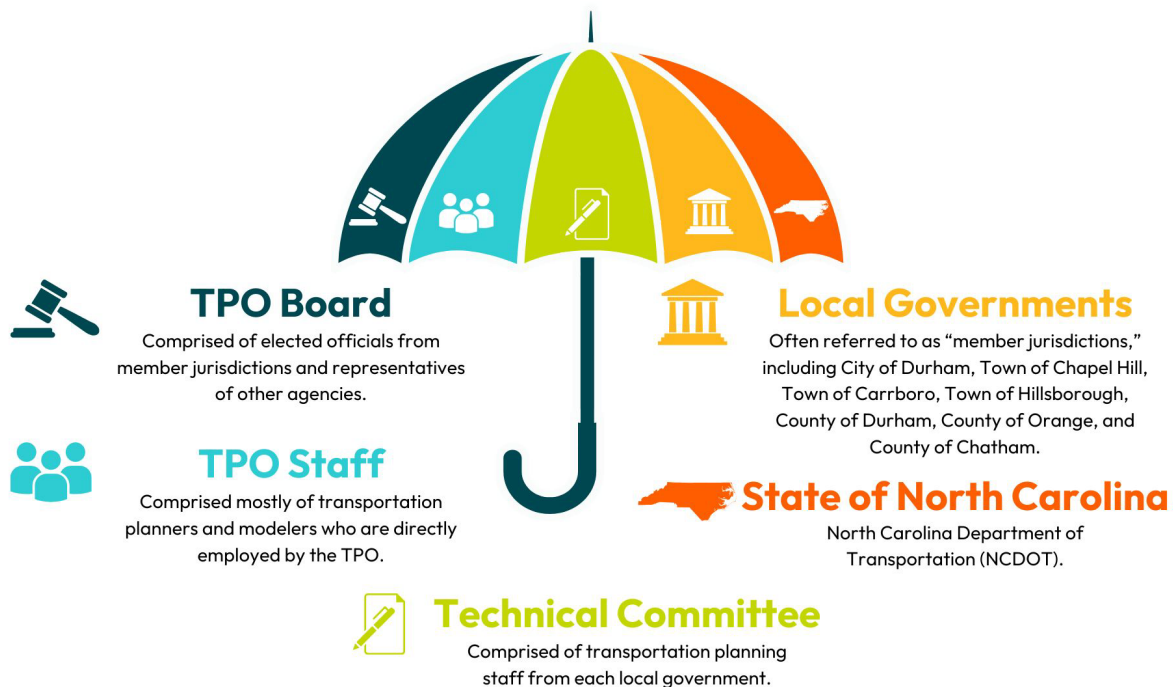 TPO Board
Comprised of elected officials from
member jurisdictions and representatives
of other agencies.
TPO Staff
Comprised mostly of transportation
planners and modelers who are directly
employed by the TPO.
Local Governments
Often referred to as “member jurisdictions,”
including City of Durham, Town of Chapel Hill,
Town of Carrboro, Town of Hillsborough,
County of Durham, County of Orange, and
County of Chatham.
State of North Carolina
North Carolina Department of
Transportation (NCDOT).
Technical Committee
Comprised of transportation planning
staff from each local government.